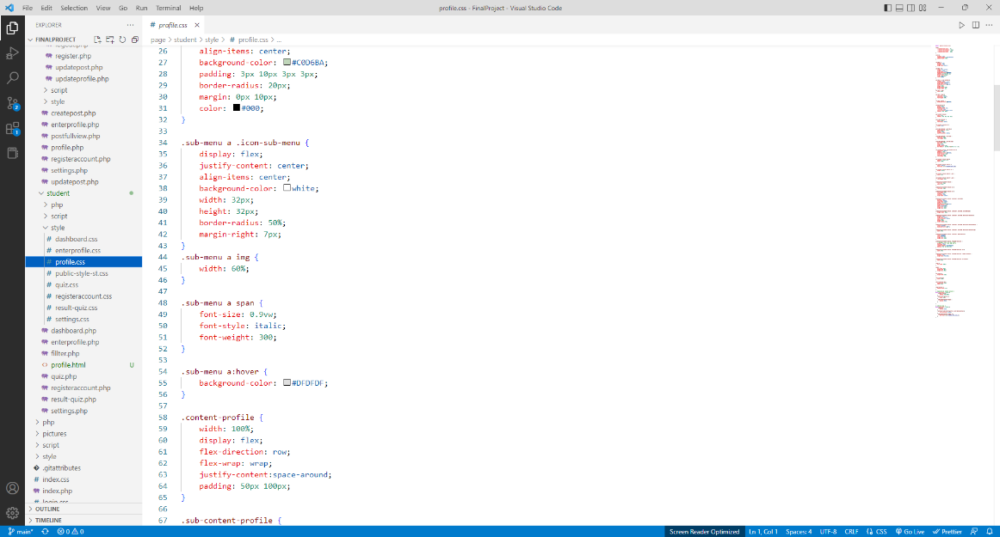 File Edit Selection View Go Run Terminal Help
profile.css - FinalProject - Visual Studio Code
EXPLORER
FINALPROJECT
register.php
updatepost.php
updateprofile.php
script
style
createpost.php
enterprofile.php
postfullview.php
profile.php
registeraccount.php
settings.php
updatepost.php
student
php
script
style
# dashboard.css
# enterprofile.css
# profile.css
# public-style-st.css
# quiz.css
# registeraccount.css
# result-quiz.css
# settings.css
dashboard.php
enterprofile.php
fillter.php
<> profile.html U
quiz.php
registeraccount.php
result-quiz.php
settings.php
php
pictures
script
style
.gitattributes
# index.css
index.php
# login.css
OUTLINE
TIMELINE
2
1
# profile.css
page > student > style > # profile.css > ...
26 align-items: center;
27 background-color: #C0D6BA;
28 padding: 3px 10px 3px 3px;
29 border-radius: 20px;
30 margin: 0px 10px;
31 color: #000;
32 }
33
34 .sub-menu a .icon-sub-menu {
35 display: flex;
36 justify-content: center;
37 align-items: center;
38 background-color: white;
39 width: 32px;
40 height: 32px;
41 border-radius: 50%;
42 margin-right: 7px;
43 }
44 .sub-menu a img {
45 width: 60%;
46 }
47
48 .sub-menu a span {
49 font-size: 0.9vw;
50 font-style: italic;
51 font-weight: 300;
52 }
53
54 .sub-menu a:hover {
55 background-color: #DFDFDF;
56 }
57
58 .content-profile {
59 width: 100%;
60 display: flex;
61 flex-direction: row;
62 flex-wrap: wrap;
63 justify-content:space-around;
64 padding: 50px 100px;
65 }
66
67 .sub-content-profile {
main* 0 0 Screen Reader Optimized Ln 1, Col 1 Spaces: 4 UTF-8 CRLF CSS Go Live Prettier